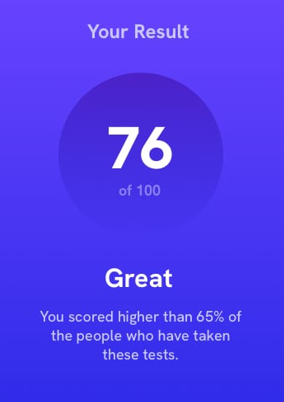 Your Result
76
of 100
Great
You scored higher than 65% of
the people who have taken
these tests.